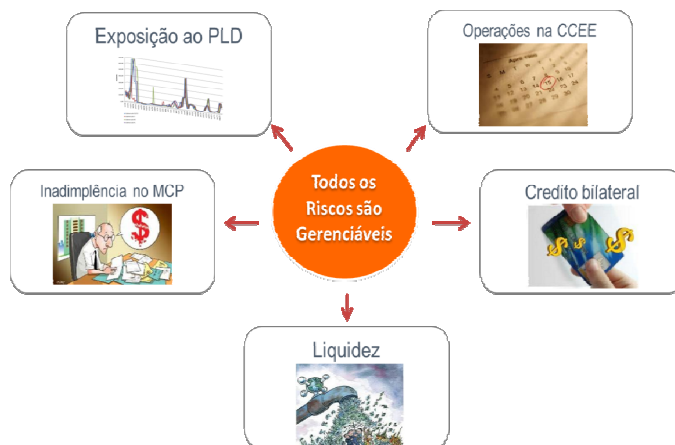 Exposição ao PLD
Operações na CCEE
Inadimplência no MCP
Todos os
Riscos são
Gerenciáveis
Credito bilateral
Liquidez